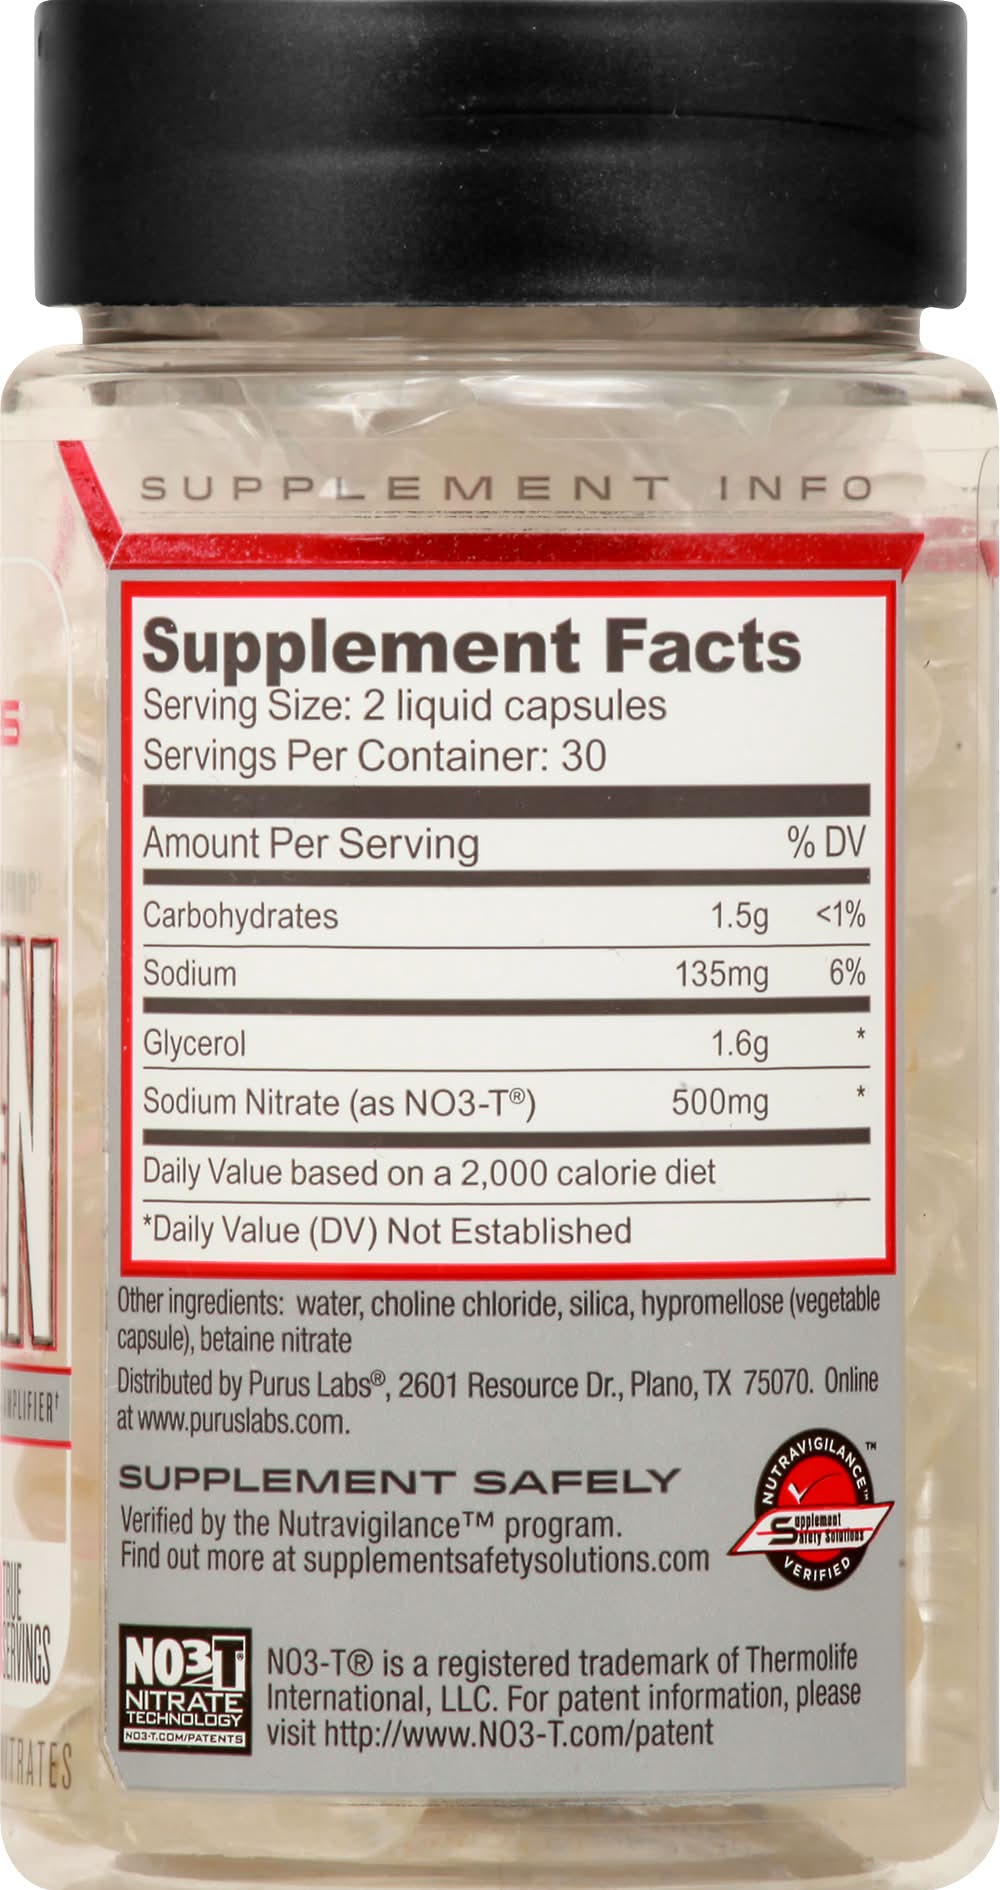 SUPPLEMENT INFO
Supplement Facts
Serving Size: 2 liquid capsules
Servings Per Container: 30
Amount Per Serving % DV
Carbohydrates 1.5g <1%
Sodium 135mg 6%
Glycerol 1.6g *
Sodium Nitrate (as NO3-T®) 500mg *
Daily Value based on a 2,000 calorie diet
*Daily Value (DV) Not Established
Other ingredients: water, choline chloride, silica, hypromellose (vegetable
capsule), betaine nitrate
Distributed by Purus Labs®, 2601 Resource Dr., Plano, TX 75070. Online
at www.puruslabs.com.
SUPPLEMENT SAFELY
Verified by the Nutravigilance™ program.
Find out more at supplementsafetysolutions.com
NUTRAVIGILANCE™ ™
Supplement
Safety Solutions
VERIFIED
NO3T®
NITRATE
TECHNOLOGY
NO3-T.COM/PATENTS
NO3-T® is a registered trademark of Thermolife
International, LLC. For patent information, please
visit http://www.NO3-T.com/patent